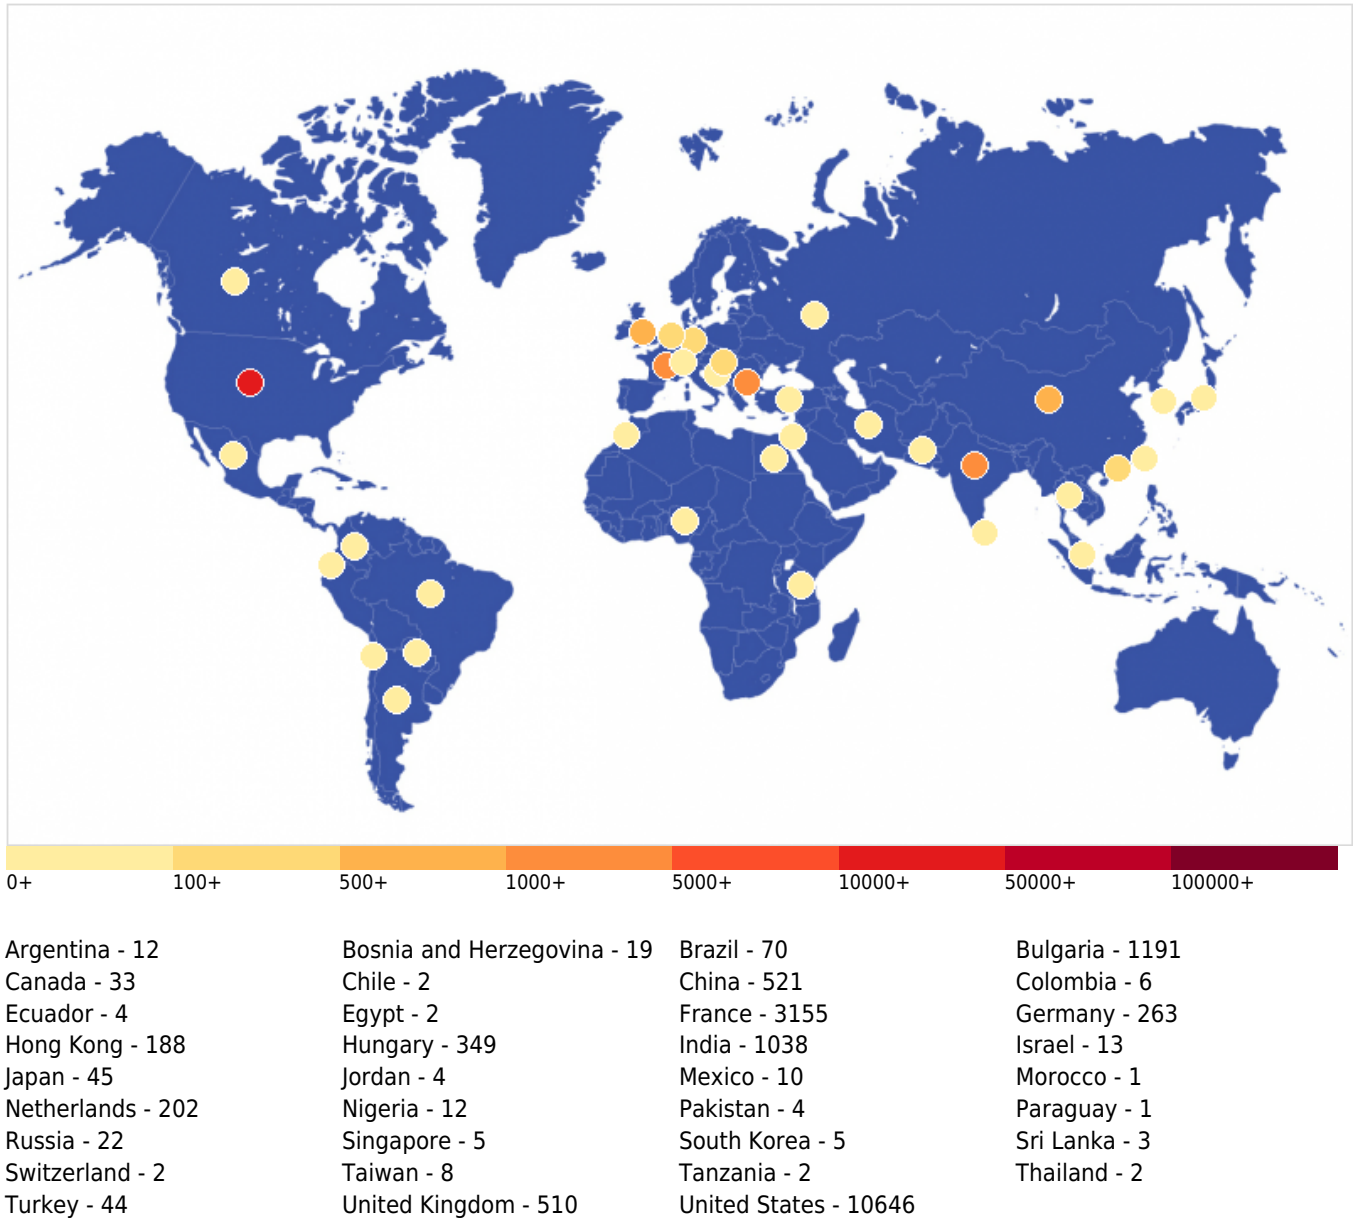 0+ 100+ 500+ 1000+ 5000+ 10000+ 50000+ 100000+
Argentina - 12 Bosnia and Herzegovina - 19 Brazil - 70 Bulgaria - 1191
Canada - 33 Chile - 2 China - 521 Colombia - 6
Ecuador - 4 Egypt - 2 France - 3155 Germany - 263
Hong Kong - 188 Hungary - 349 India - 1038 Israel - 13
Japan - 45 Jordan - 4 Mexico - 10 Morocco - 1
Netherlands - 202 Nigeria - 12 Pakistan - 4 Paraguay - 1
Russia - 22 Singapore - 5 South Korea - 5 Sri Lanka - 3
Switzerland - 2 Taiwan - 8 Tanzania - 2 Thailand - 2
Turkey - 44 United Kingdom - 510 United States - 10646